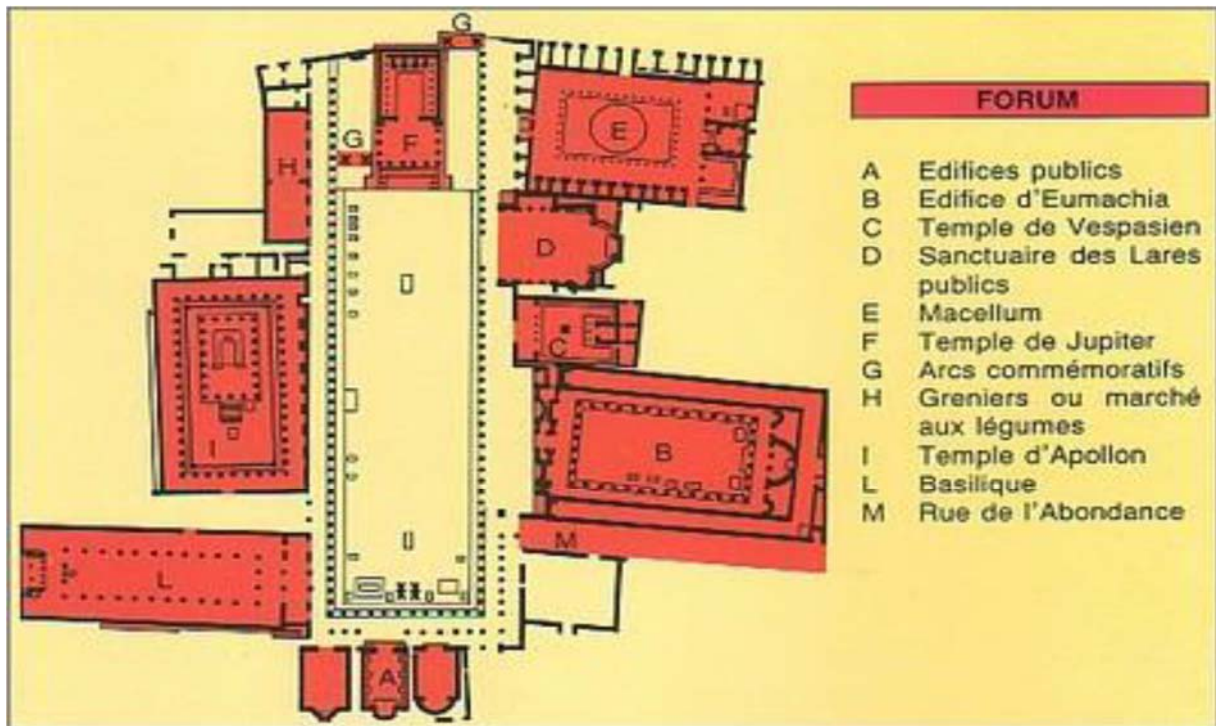 G
FORUM
E
G
F
H
A Edifices publics
B Edifice d'Eumachia
C Temple de Vespasien
D Sanctuaire des Lares
publics
E Macellum
F Temple de Jupiter
G Arcs commémoratifs
H Greniers ou marché
aux légumes
I Temple d'Apollon
L Basilique
M Rue de l'Abondance
D
C
I
B
M
L
A